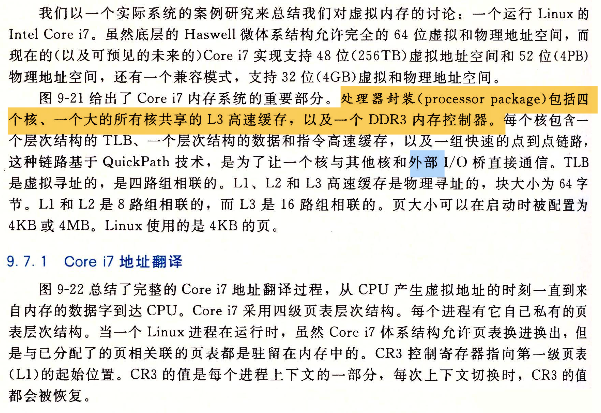 我们以一个实际系统的案例研究来总结我们对虚拟内存的讨论：一个运行 Linux 的
Intel Core i7。虽然底层的 Haswell 微体系结构允许完全的 64 位虚拟和物理地址空间，而
现在的(以及可预见的未来的)Core i7 实现支持 48 位(256TB)虚拟地址空间和 52 位(4PB)
物理地址空间，还有一个兼容模式，支持 32 位(4GB)虚拟和物理地址空间。
图 9-21 给出了 Core i7 内存系统的重要部分。处理器封装(processor package)包括四
个核、一个大的所有核共享的 L3 高速缓存，以及一个 DDR3 内存控制器。每个核包含一
个层次结构的 TLB、一个层次结构的数据和指令高速缓存，以及一组快速的点到点链路，
这种链路基于 QuickPath 技术，是为了让一个核与其他核和外部 I/O 桥直接通信。TLB
是虚拟寻址的，是四路组相联的。L1、L2 和 L3 高速缓存是物理寻址的，块大小为 64 字
节。L1 和 L2 是 8 路组相联的，而 L3 是 16 路组相联的。页大小可以在启动时被配置为
4KB 或 4MB。Linux 使用的是 4KB 的页。
9.7.1 Core i7 地址翻译
图 9-22 总结了完整的 Core i7 地址翻译过程，从 CPU 产生虚拟地址的时刻一直到来
自内存的数据字到达 CPU。Core i7 采用四级页表层次结构。每个进程有它自己私有的页
表层次结构。当一个 Linux 进程在运行时，虽然 Core i7 体系结构允许页表换进换出，但
是与已分配了的页相关联的页表都是驻留在内存中的。CR3 控制寄存器指向第一级页表
(L1)的起始位置。CR3 的值是每个进程上下文的一部分，每次上下文切换时，CR3 的值
都会被恢复。